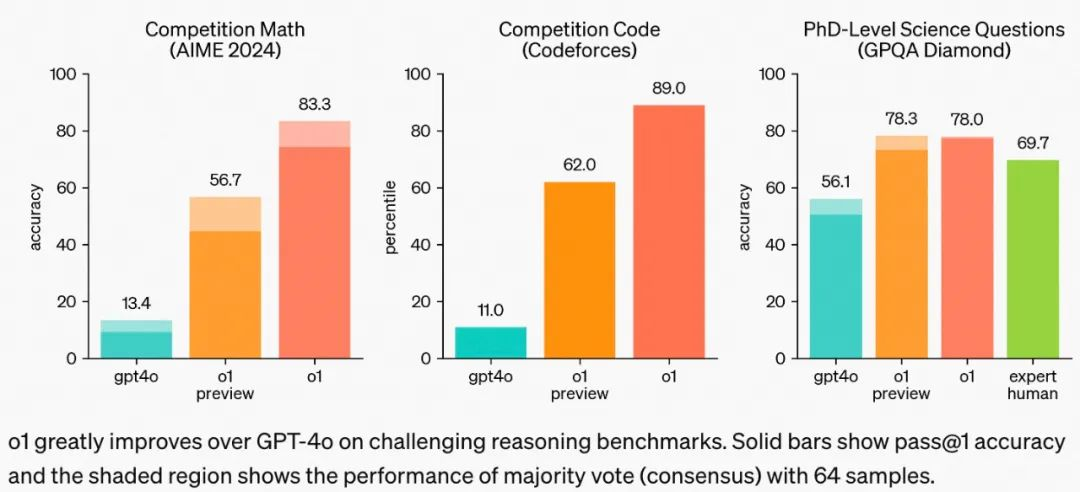 Competition Math
(AIME 2024)
100
80
60
40
20
0
accuracy
13.4
56.7
83.3
gpt4o
o1
preview
o1
Competition Code
(Codeforces)
100
80
60
40
20
0
percentile
11.0
62.0
89.0
gpt4o
o1
preview
o1
PhD-Level Science Questions
(GPQA Diamond)
100
80
60
40
20
0
accuracy
56.1
78.3
78.0
69.7
gpt4o
o1
preview
o1
expert
human
o1 greatly improves over GPT-4o on challenging reasoning benchmarks. Solid bars show pass@1 accuracy
and the shaded region shows the performance of majority vote (consensus) with 64 samples.